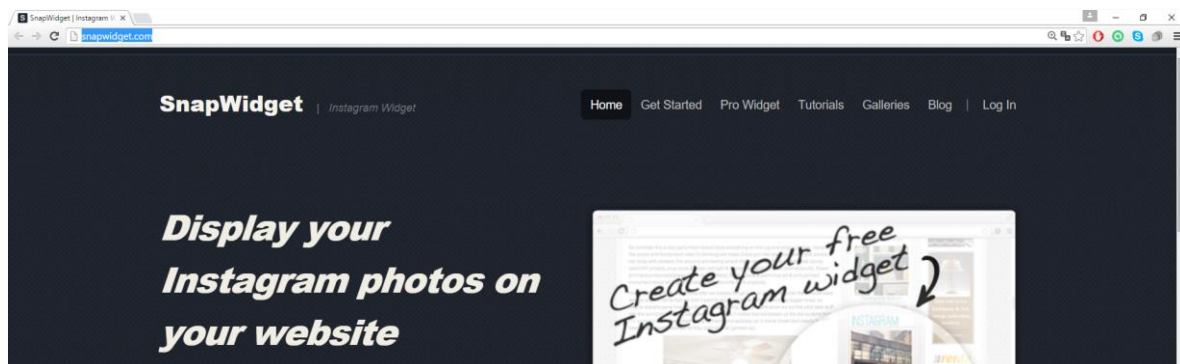 SnapWidget | Instagram W
snapwidget.com
SnapWidget | Instagram Widget
Home Get Started Pro Widget Tutorials Galleries Blog | Log In
Display your
Instagram photos on
your website
Create your free
Instagram widget
INSTAGRAM